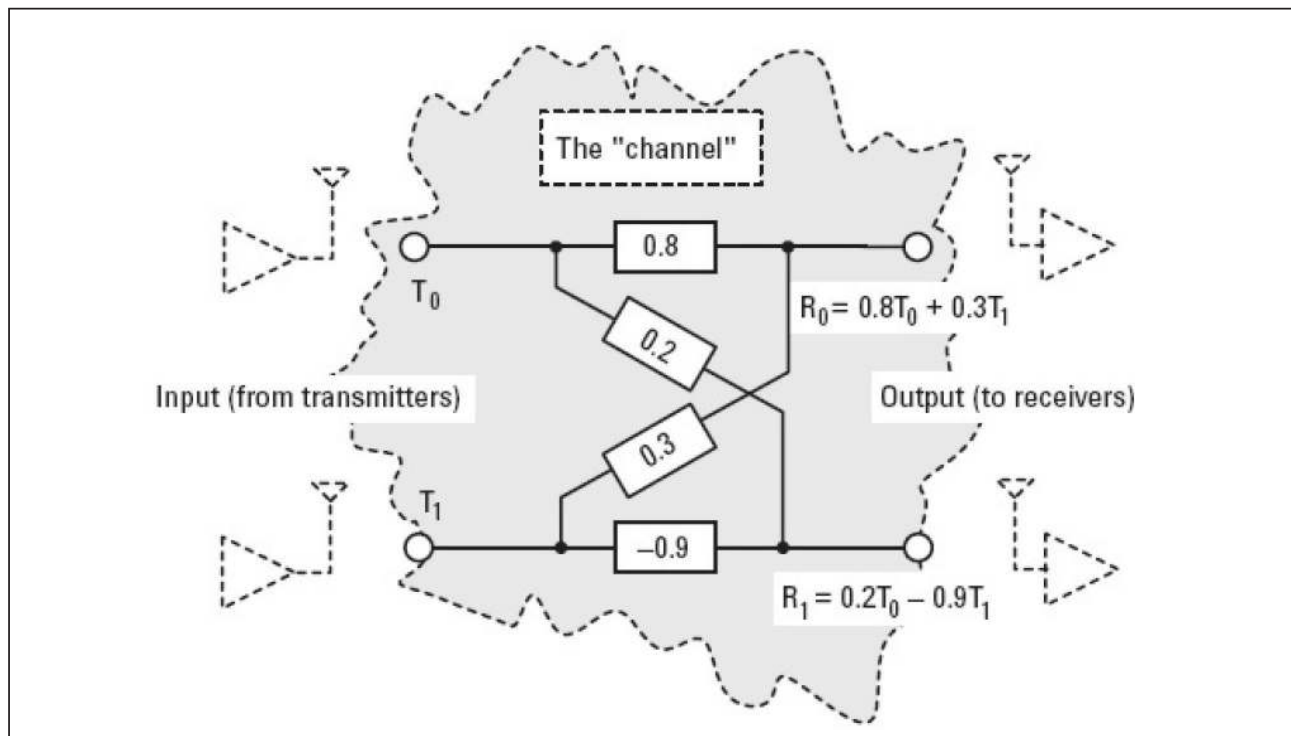 The "channel"
0.8
T₀
0.2
R₀ = 0.8T₀ + 0.3T₁
Input (from transmitters)
Output (to receivers)
0.3
T₁
–0.9
R₁ = 0.2T₀ – 0.9T₁